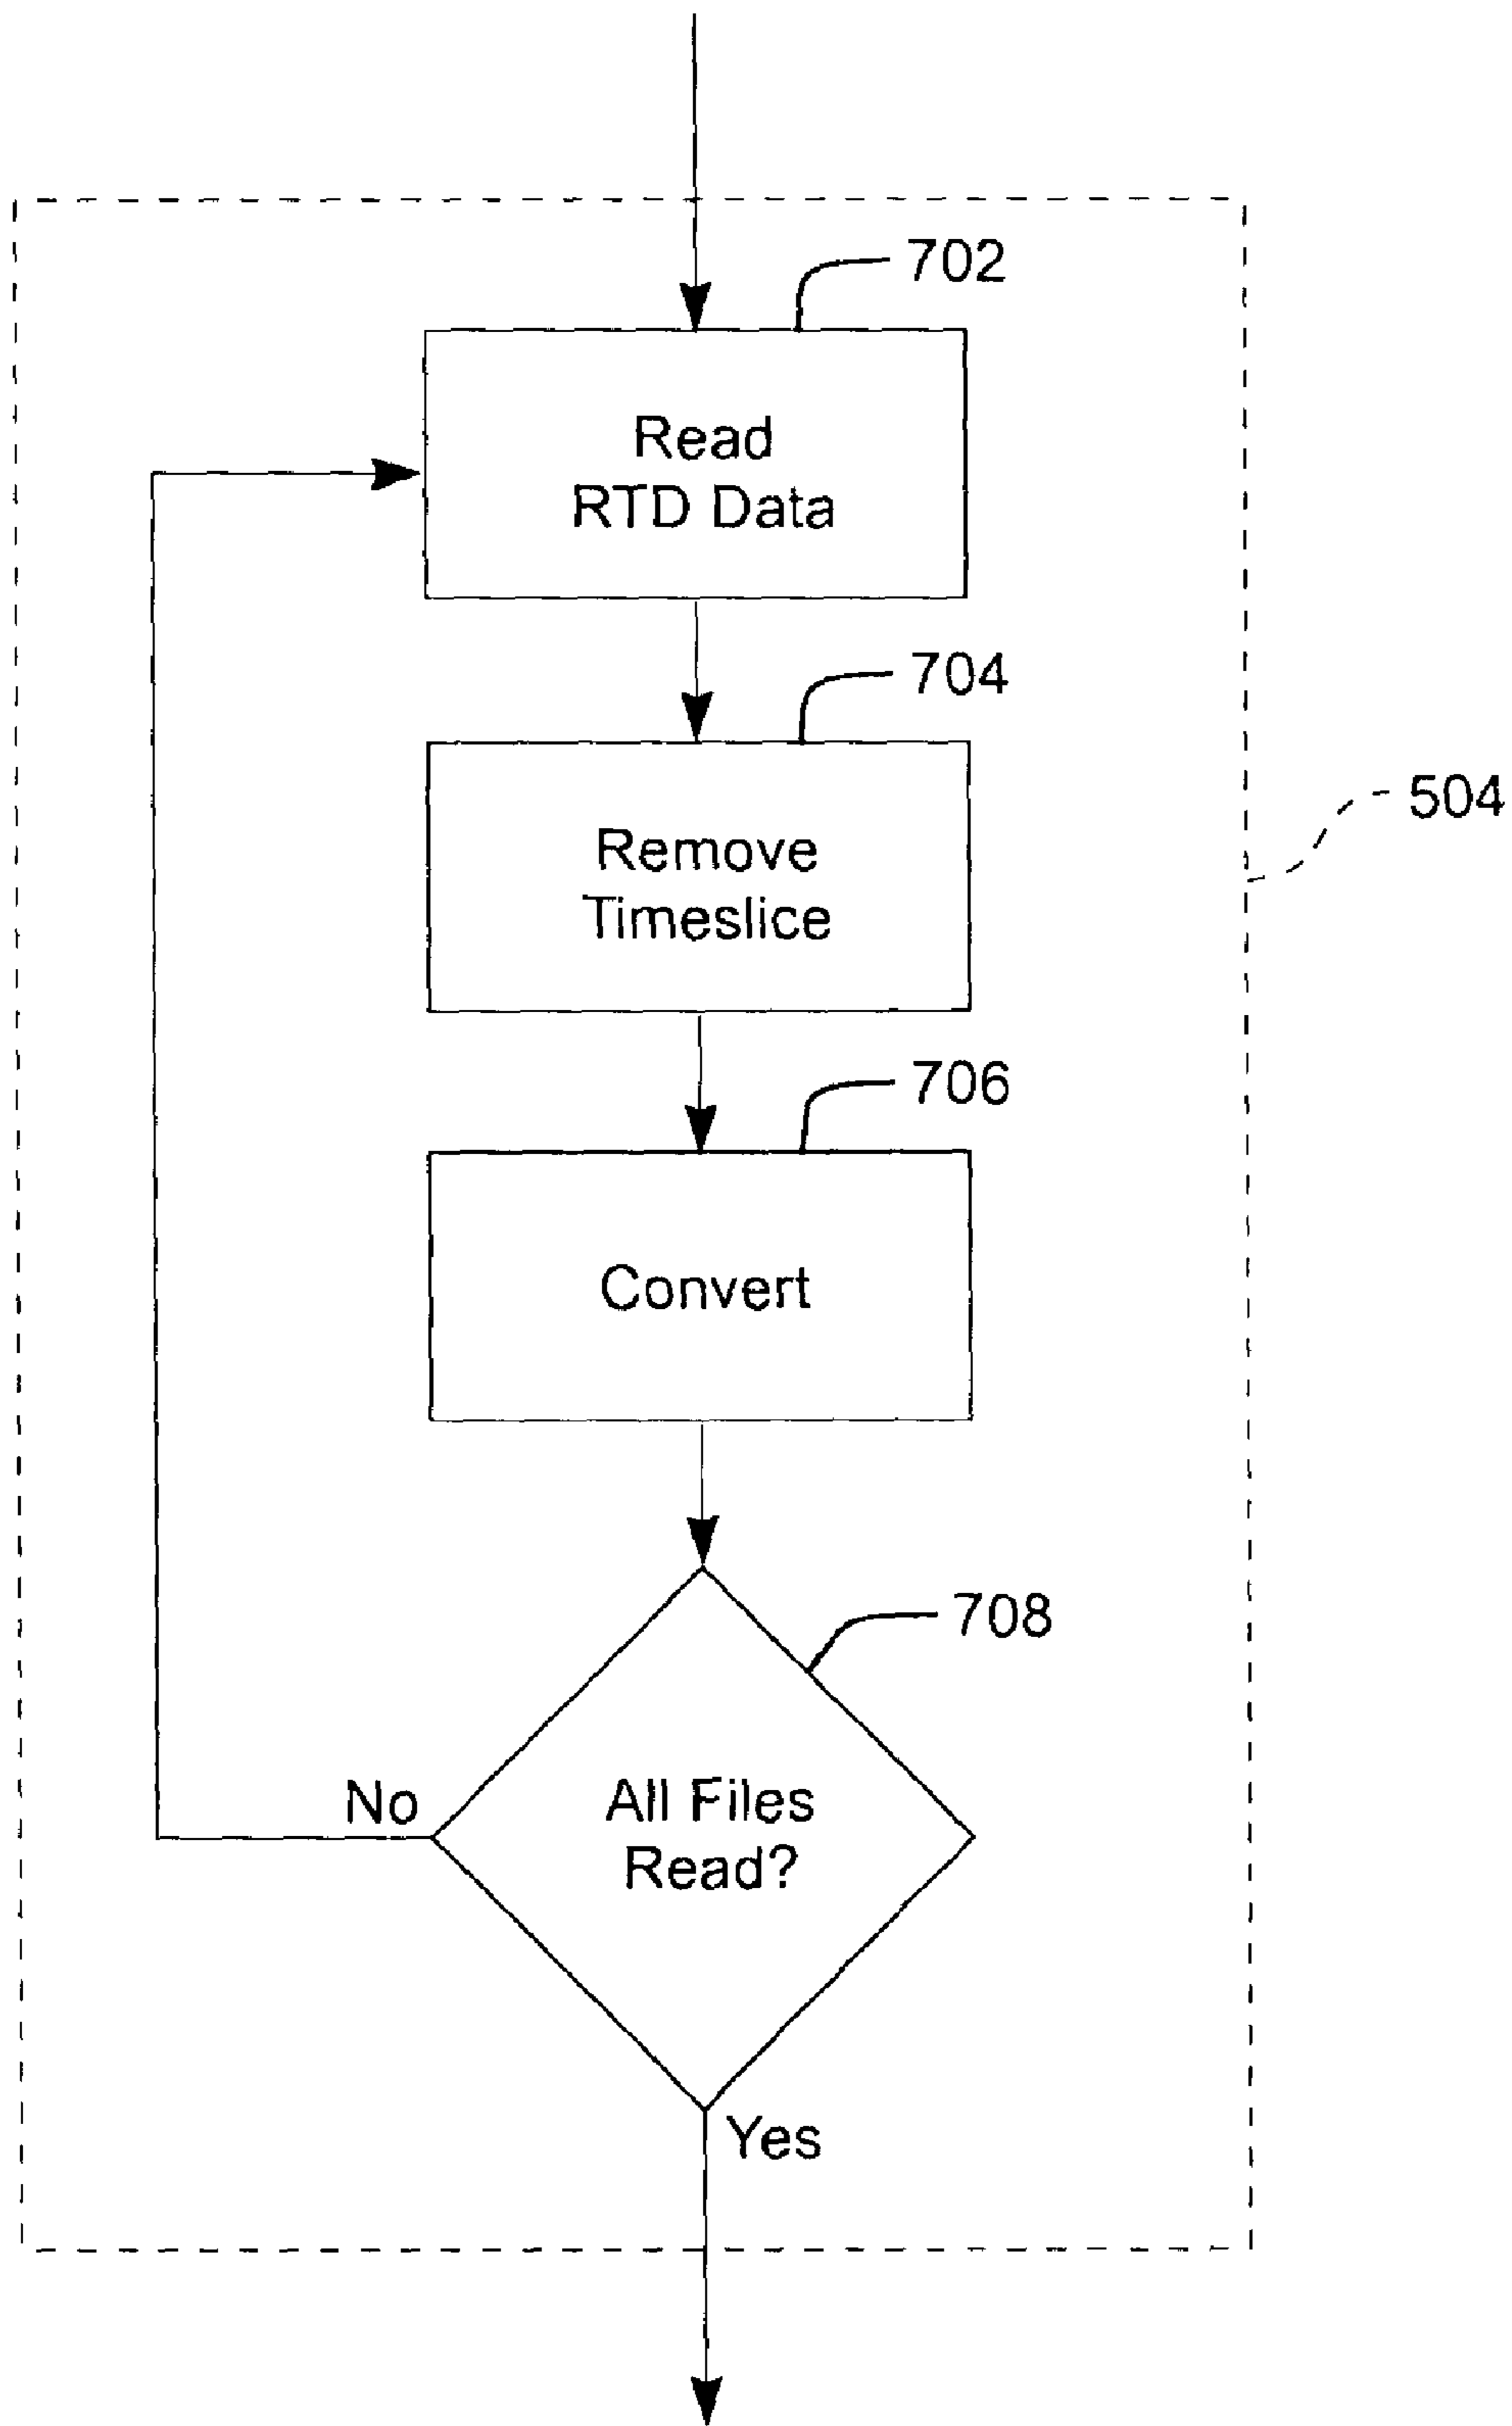 702
Read
RTD Data
704
Remove
Timeslice
504
706
Convert
708
No
All Files
Read?
Yes